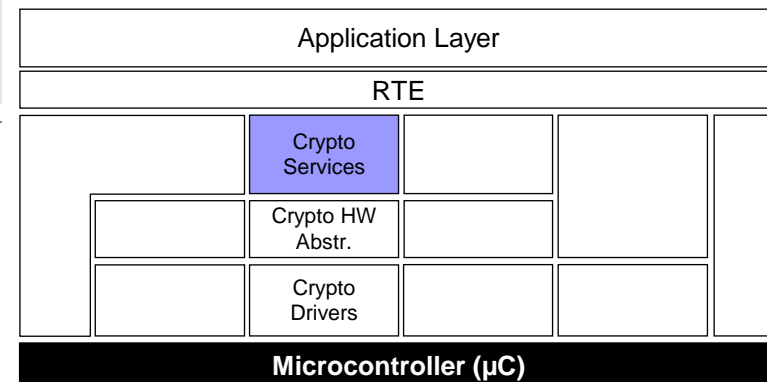 Application Layer
RTE
Crypto
Services
Crypto HW
Abstr.
Crypto
Drivers
Microcontroller (µC)